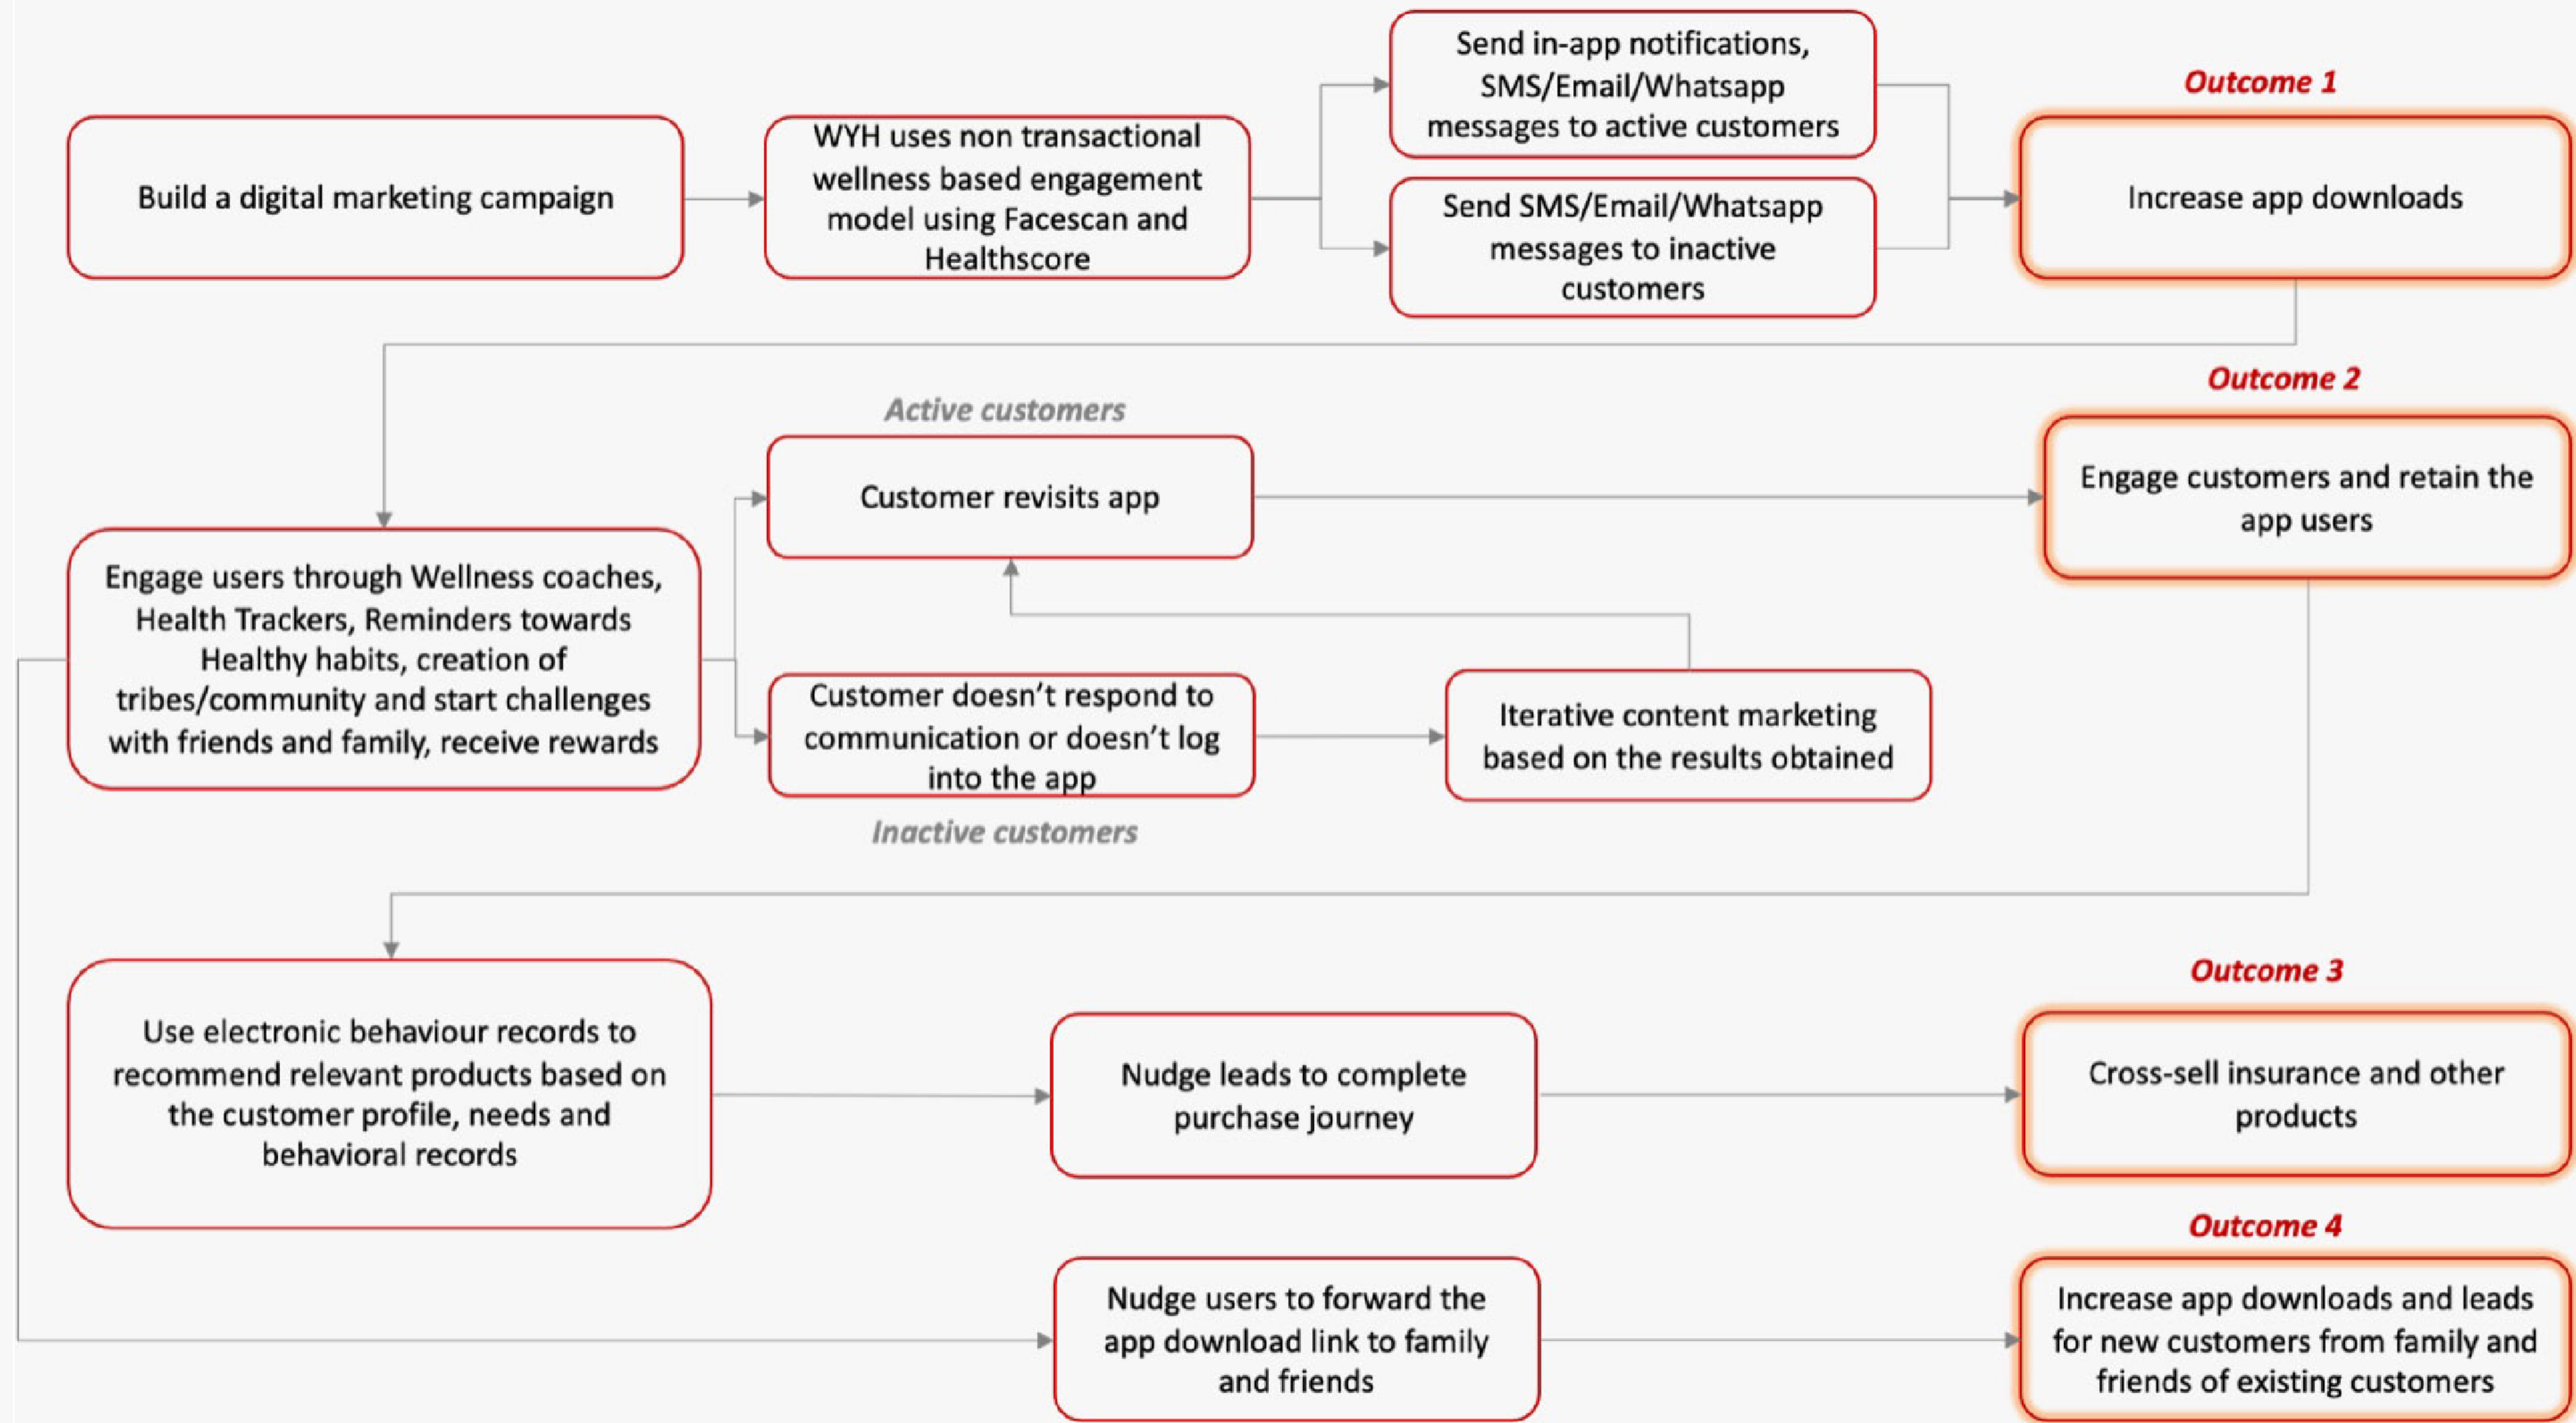 Build a digital marketing campaign
WYH uses non transactional
wellness based engagement
model using Facescan and
Healthscore
Send in-app notifications,
SMS/Email/Whatsapp
messages to active customers
Send SMS/Email/Whatsapp
messages to inactive
customers
Outcome 1
Increase app downloads
Engage users through Wellness coaches,
Health Trackers, Reminders towards
Healthy habits, creation of
tribes/community and start challenges
with friends and family, receive rewards
Active customers
Customer revisits app
Customer doesn’t respond to
communication or doesn’t log
into the app
Inactive customers
Iterative content marketing
based on the results obtained
Outcome 2
Engage customers and retain the
app users
Use electronic behaviour records to
recommend relevant products based on
the customer profile, needs and
behavioral records
Nudge leads to complete
purchase journey
Outcome 3
Cross-sell insurance and other
products
Nudge users to forward the
app download link to family
and friends
Outcome 4
Increase app downloads and leads
for new customers from family and
friends of existing customers